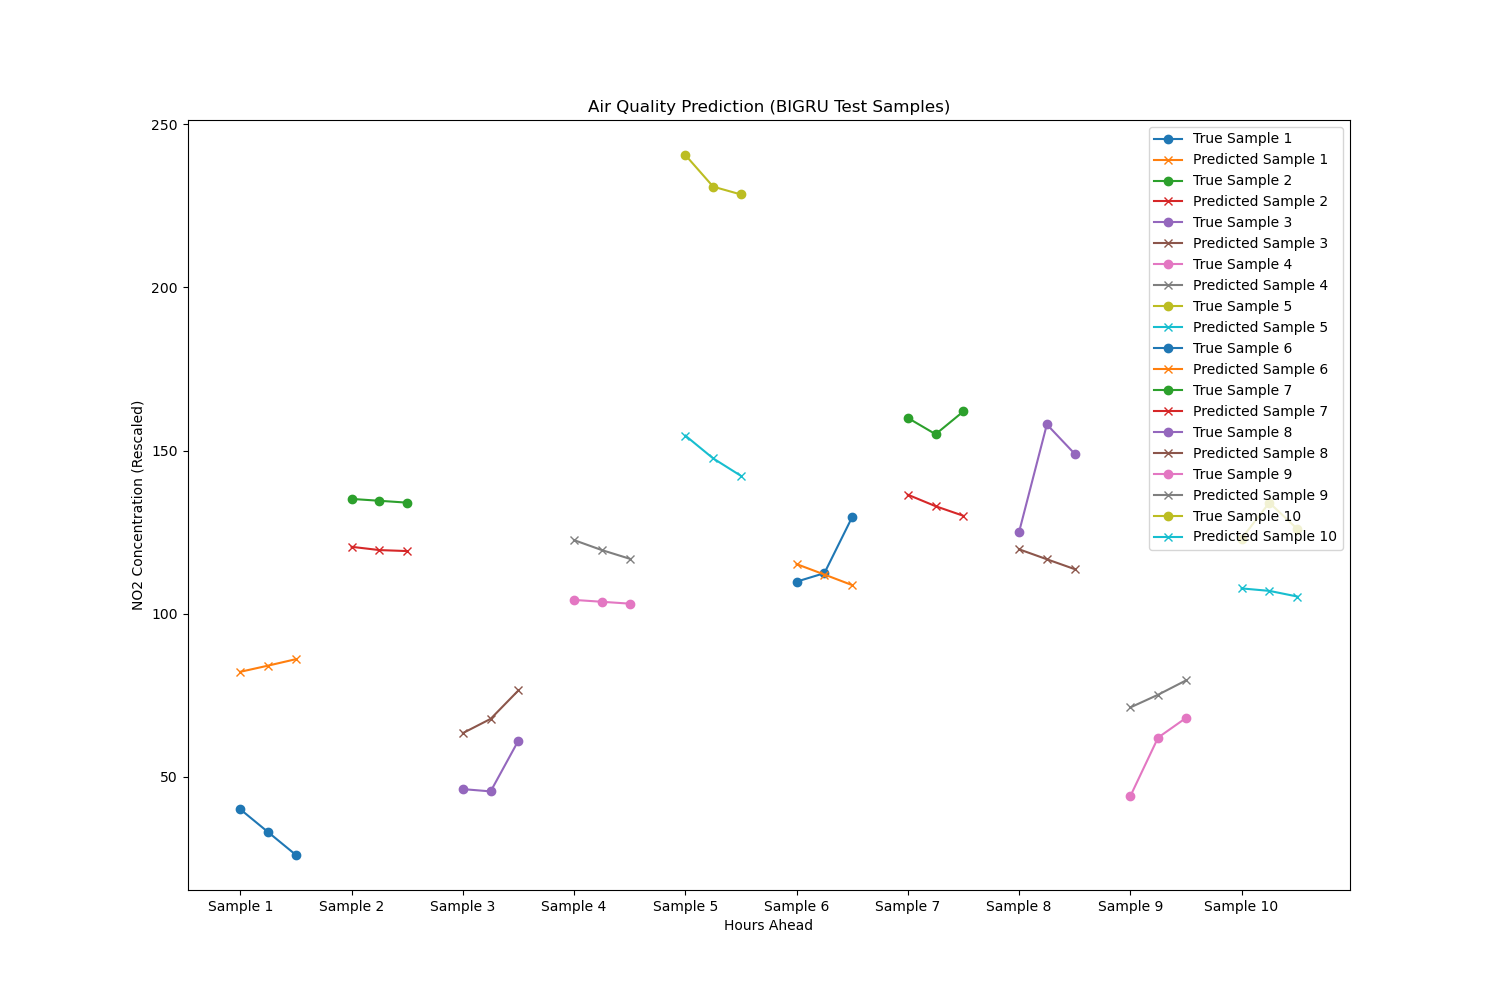 Air Quality Prediction (BIGRU Test Samples)
250
200
150
100
50
NO2 Concentration (Rescaled)
True Sample 1
Predicted Sample 1
True Sample 2
Predicted Sample 2
True Sample 3
Predicted Sample 3
True Sample 4
Predicted Sample 4
True Sample 5
Predicted Sample 5
True Sample 6
Predicted Sample 6
True Sample 7
Predicted Sample 7
True Sample 8
Predicted Sample 8
True Sample 9
Predicted Sample 9
True Sample 10
Predicted Sample 10
Sample 1
Sample 2
Sample 3
Sample 4
Sample 5
Sample 6
Sample 7
Sample 8
Sample 9
Sample 10
Hours Ahead